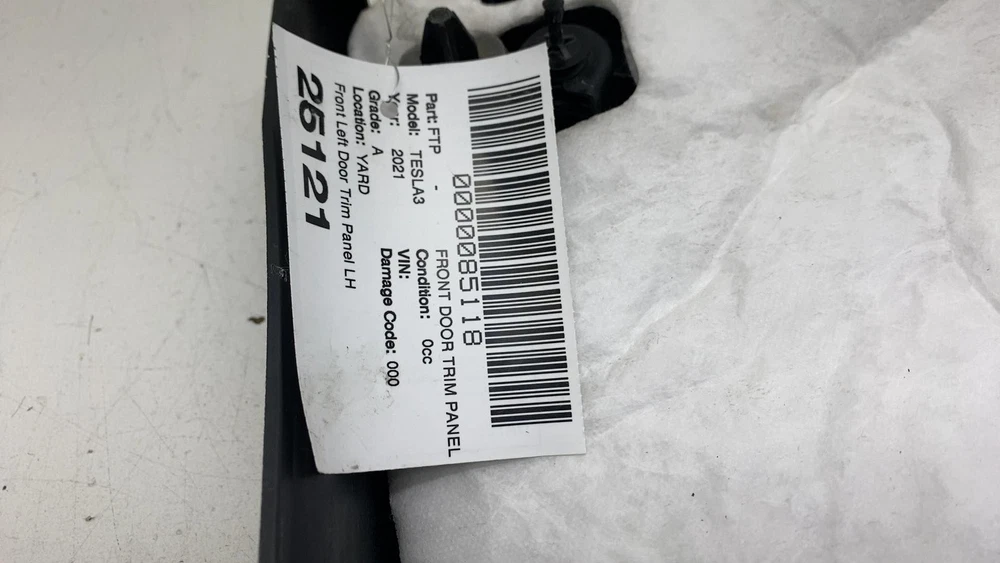 0000085118
Part: FTP - FRONT DOOR TRIM PANEL
Model: TESLA3 Condition: 0cc
Year: 2021 VIN:
Grade: A Damage Code: 000
Location: YARD
Front Left Door Trim Panel LH
25121